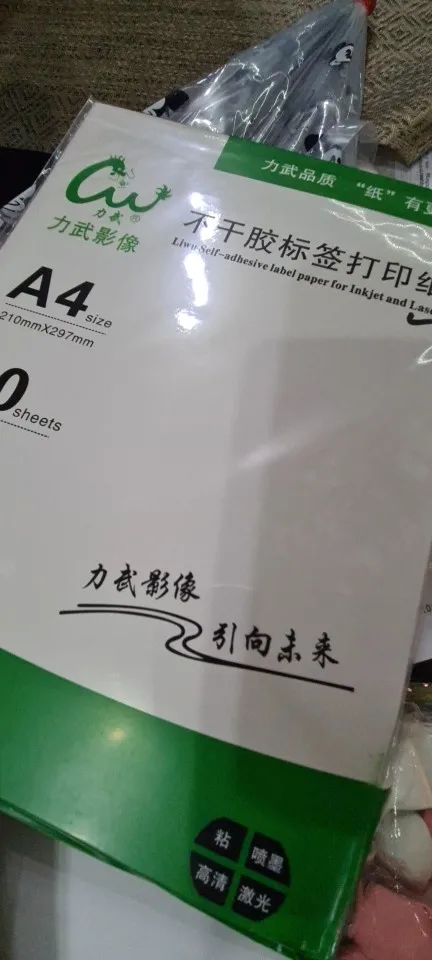 力武品质 “纸”有
力武®
力武影像
不干胶标签打印纸
Liwu Self-adhesive label paper for Inkjet and Las
A4 size
210mmX297mm
0 sheets
力武影像
引向未来
粘 喷墨
高清 激光